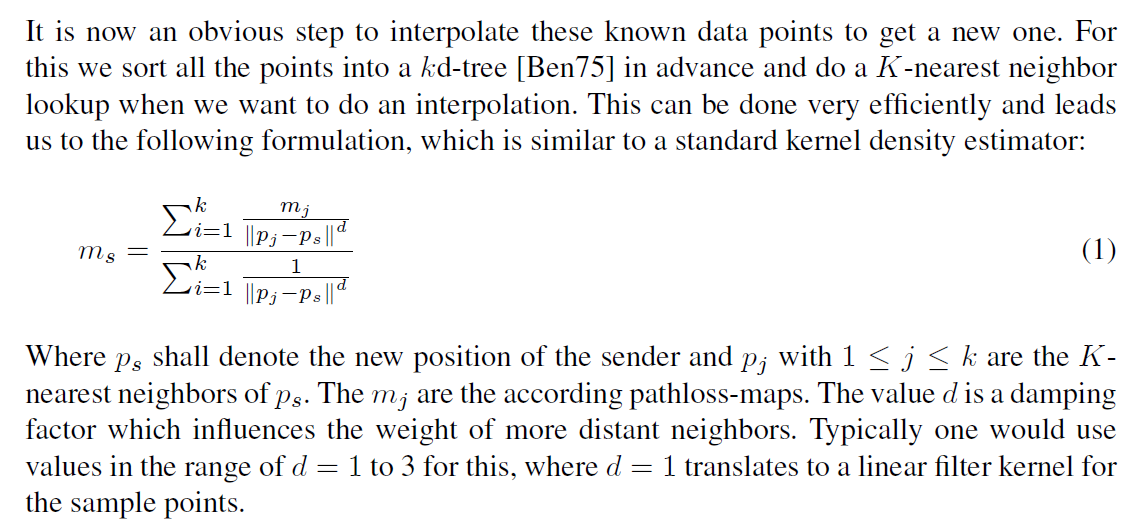 It is now an obvious step to interpolate these known data points to get a new one. For
this we sort all the points into a kd-tree [Ben75] in advance and do a K-nearest neighbor
lookup when we want to do an interpolation. This can be done very efficiently and leads
us to the following formulation, which is similar to a standard kernel density estimator:
m_s = \frac{\sum_{i=1}^{k} \frac{m_j}{\|p_j - p_s\|^d}}{\sum_{i=1}^{k} \frac{1}{\|p_j - p_s\|^d}} (1)
Where p_s shall denote the new position of the sender and p_j with 1 ≤ j ≤ k are the K-
nearest neighbors of p_s. The m_j are the according pathloss-maps. The value d is a damping
factor which influences the weight of more distant neighbors. Typically one would use
values in the range of d = 1 to 3 for this, where d = 1 translates to a linear filter kernel for
the sample points.